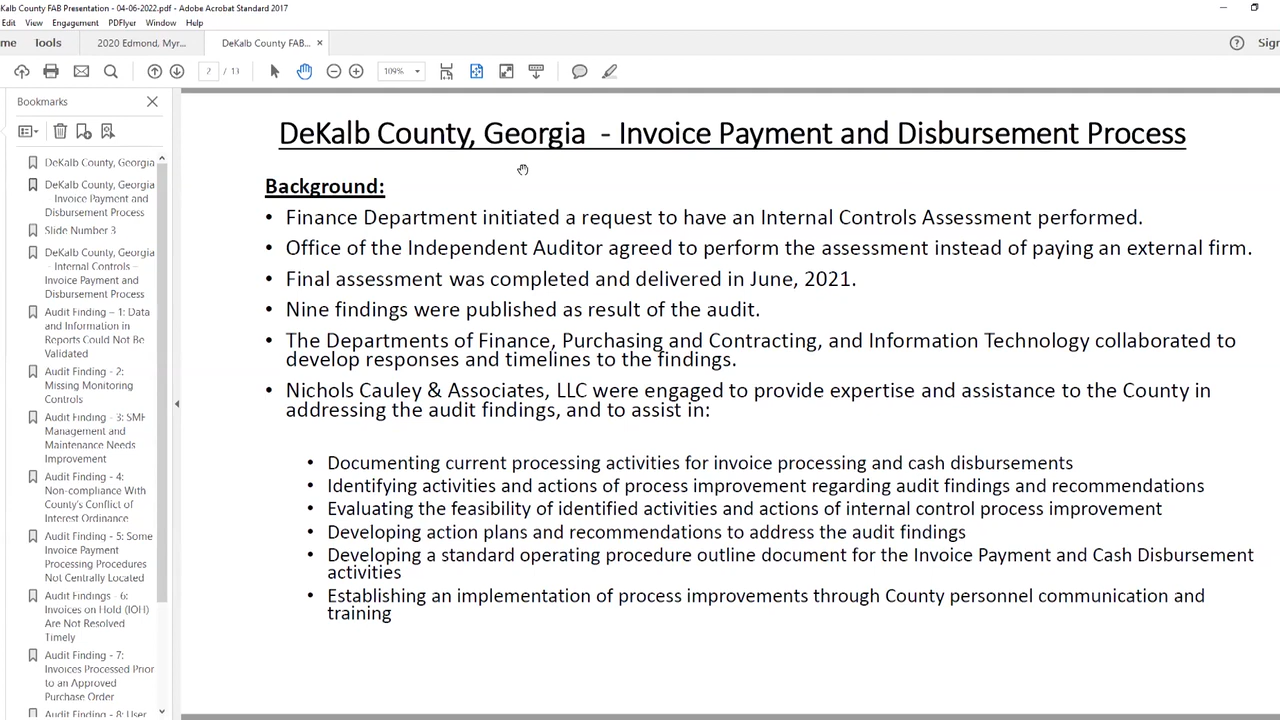 Kalb County FAB Presentation - 04-06-2022.pdf - Adobe Acrobat Standard 2017
Edit View Engagement PDFlyer Window Help
me Tools 2020 Edmond, Myr... DeKalb County FAB... × Sign
2 / 13 109%
Bookmarks
DeKalb County, Georgia
DeKalb County, Georgia
- Invoice Payment and
Disbursement Process
Slide Number 3
DeKalb County, Georgia
- Internal Controls –
Invoice Payment and
Disbursement Process
Audit Finding – 1: Data
and Information in
Reports Could Not Be
Validated
Audit Finding - 2:
Missing Monitoring
Controls
Audit Finding - 3: SMF
Management and
Maintenance Needs
Improvement
Audit Finding - 4:
Non-compliance With
County's Conflict of
Interest Ordinance
Audit Finding - 5: Some
Invoice Payment
Processing Procedures
Not Centrally Located
Audit Findings - 6:
Invoices on Hold (IOH)
Are Not Resolved
Timely
Audit Finding - 7:
Invoices Processed Prior
to an Approved
Purchase Order
Audit Finding - 8: User
DeKalb County, Georgia - Invoice Payment and Disbursement Process
Background:
• Finance Department initiated a request to have an Internal Controls Assessment performed.
• Office of the Independent Auditor agreed to perform the assessment instead of paying an external firm.
• Final assessment was completed and delivered in June, 2021.
• Nine findings were published as result of the audit.
• The Departments of Finance, Purchasing and Contracting, and Information Technology collaborated to
develop responses and timelines to the findings.
• Nichols Cauley & Associates, LLC were engaged to provide expertise and assistance to the County in
addressing the audit findings, and to assist in:
• Documenting current processing activities for invoice processing and cash disbursements
• Identifying activities and actions of process improvement regarding audit findings and recommendations
• Evaluating the feasibility of identified activities and actions of internal control process improvement
• Developing action plans and recommendations to address the audit findings
• Developing a standard operating procedure outline document for the Invoice Payment and Cash Disbursement
activities
• Establishing an implementation of process improvements through County personnel communication and
training